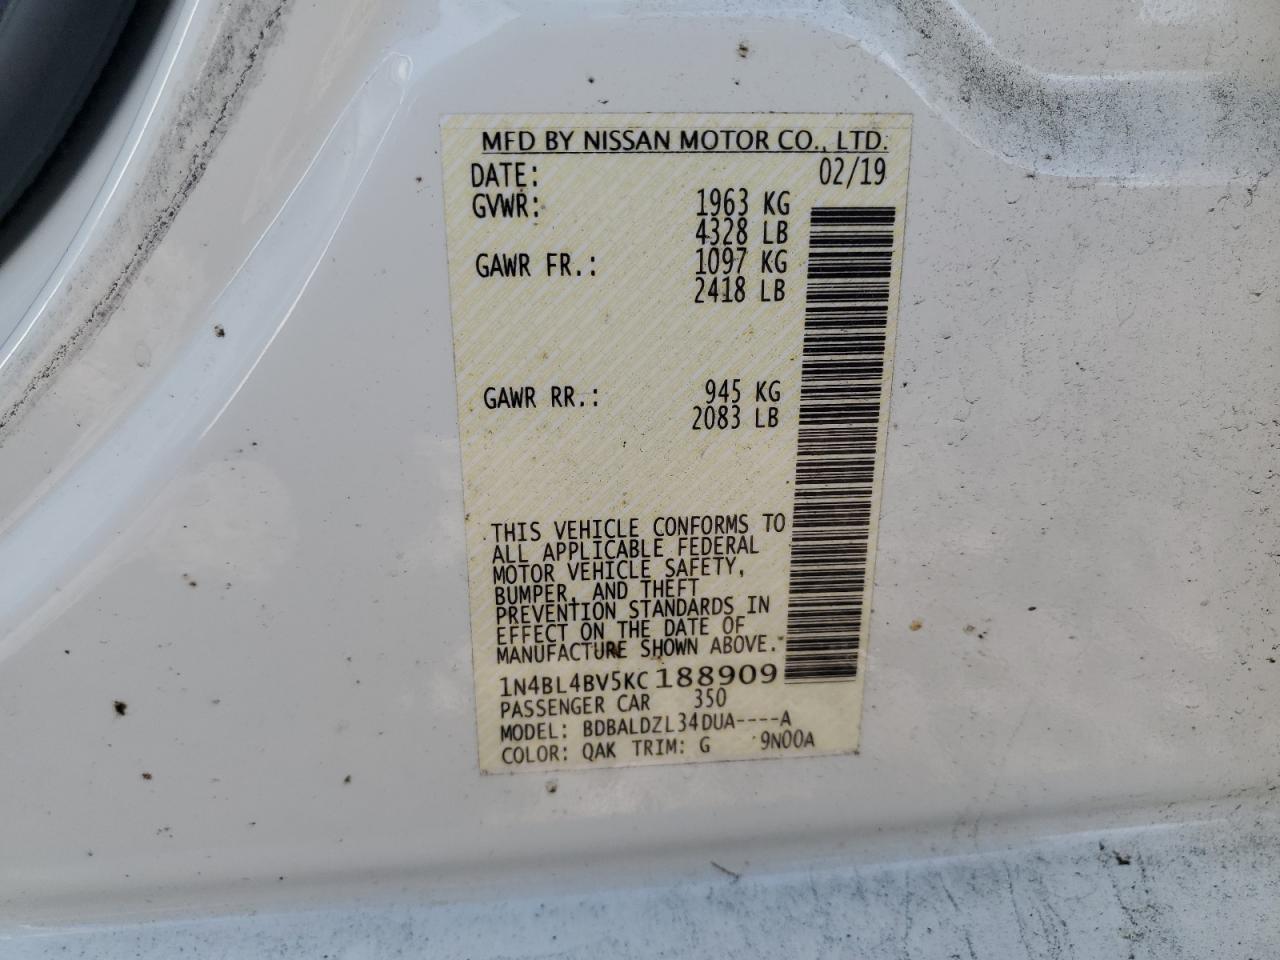 MFD BY NISSAN MOTOR CO., LTD.
DATE: 02/19
GVWR: 1963 KG
4328 LB
GAWR FR.: 1097 KG
2418 LB
GAWR RR.: 945 KG
2083 LB
THIS VEHICLE CONFORMS TO
ALL APPLICABLE FEDERAL
MOTOR VEHICLE SAFETY,
BUMPER, AND THEFT
PREVENTION STANDARDS IN
EFFECT ON THE DATE OF
MANUFACTURE SHOWN ABOVE.
1N4BL4BV5KC188909
PASSENGER CAR 350
MODEL: BDBALDZL34DUA----A
COLOR: QAK TRIM: G 9N00A